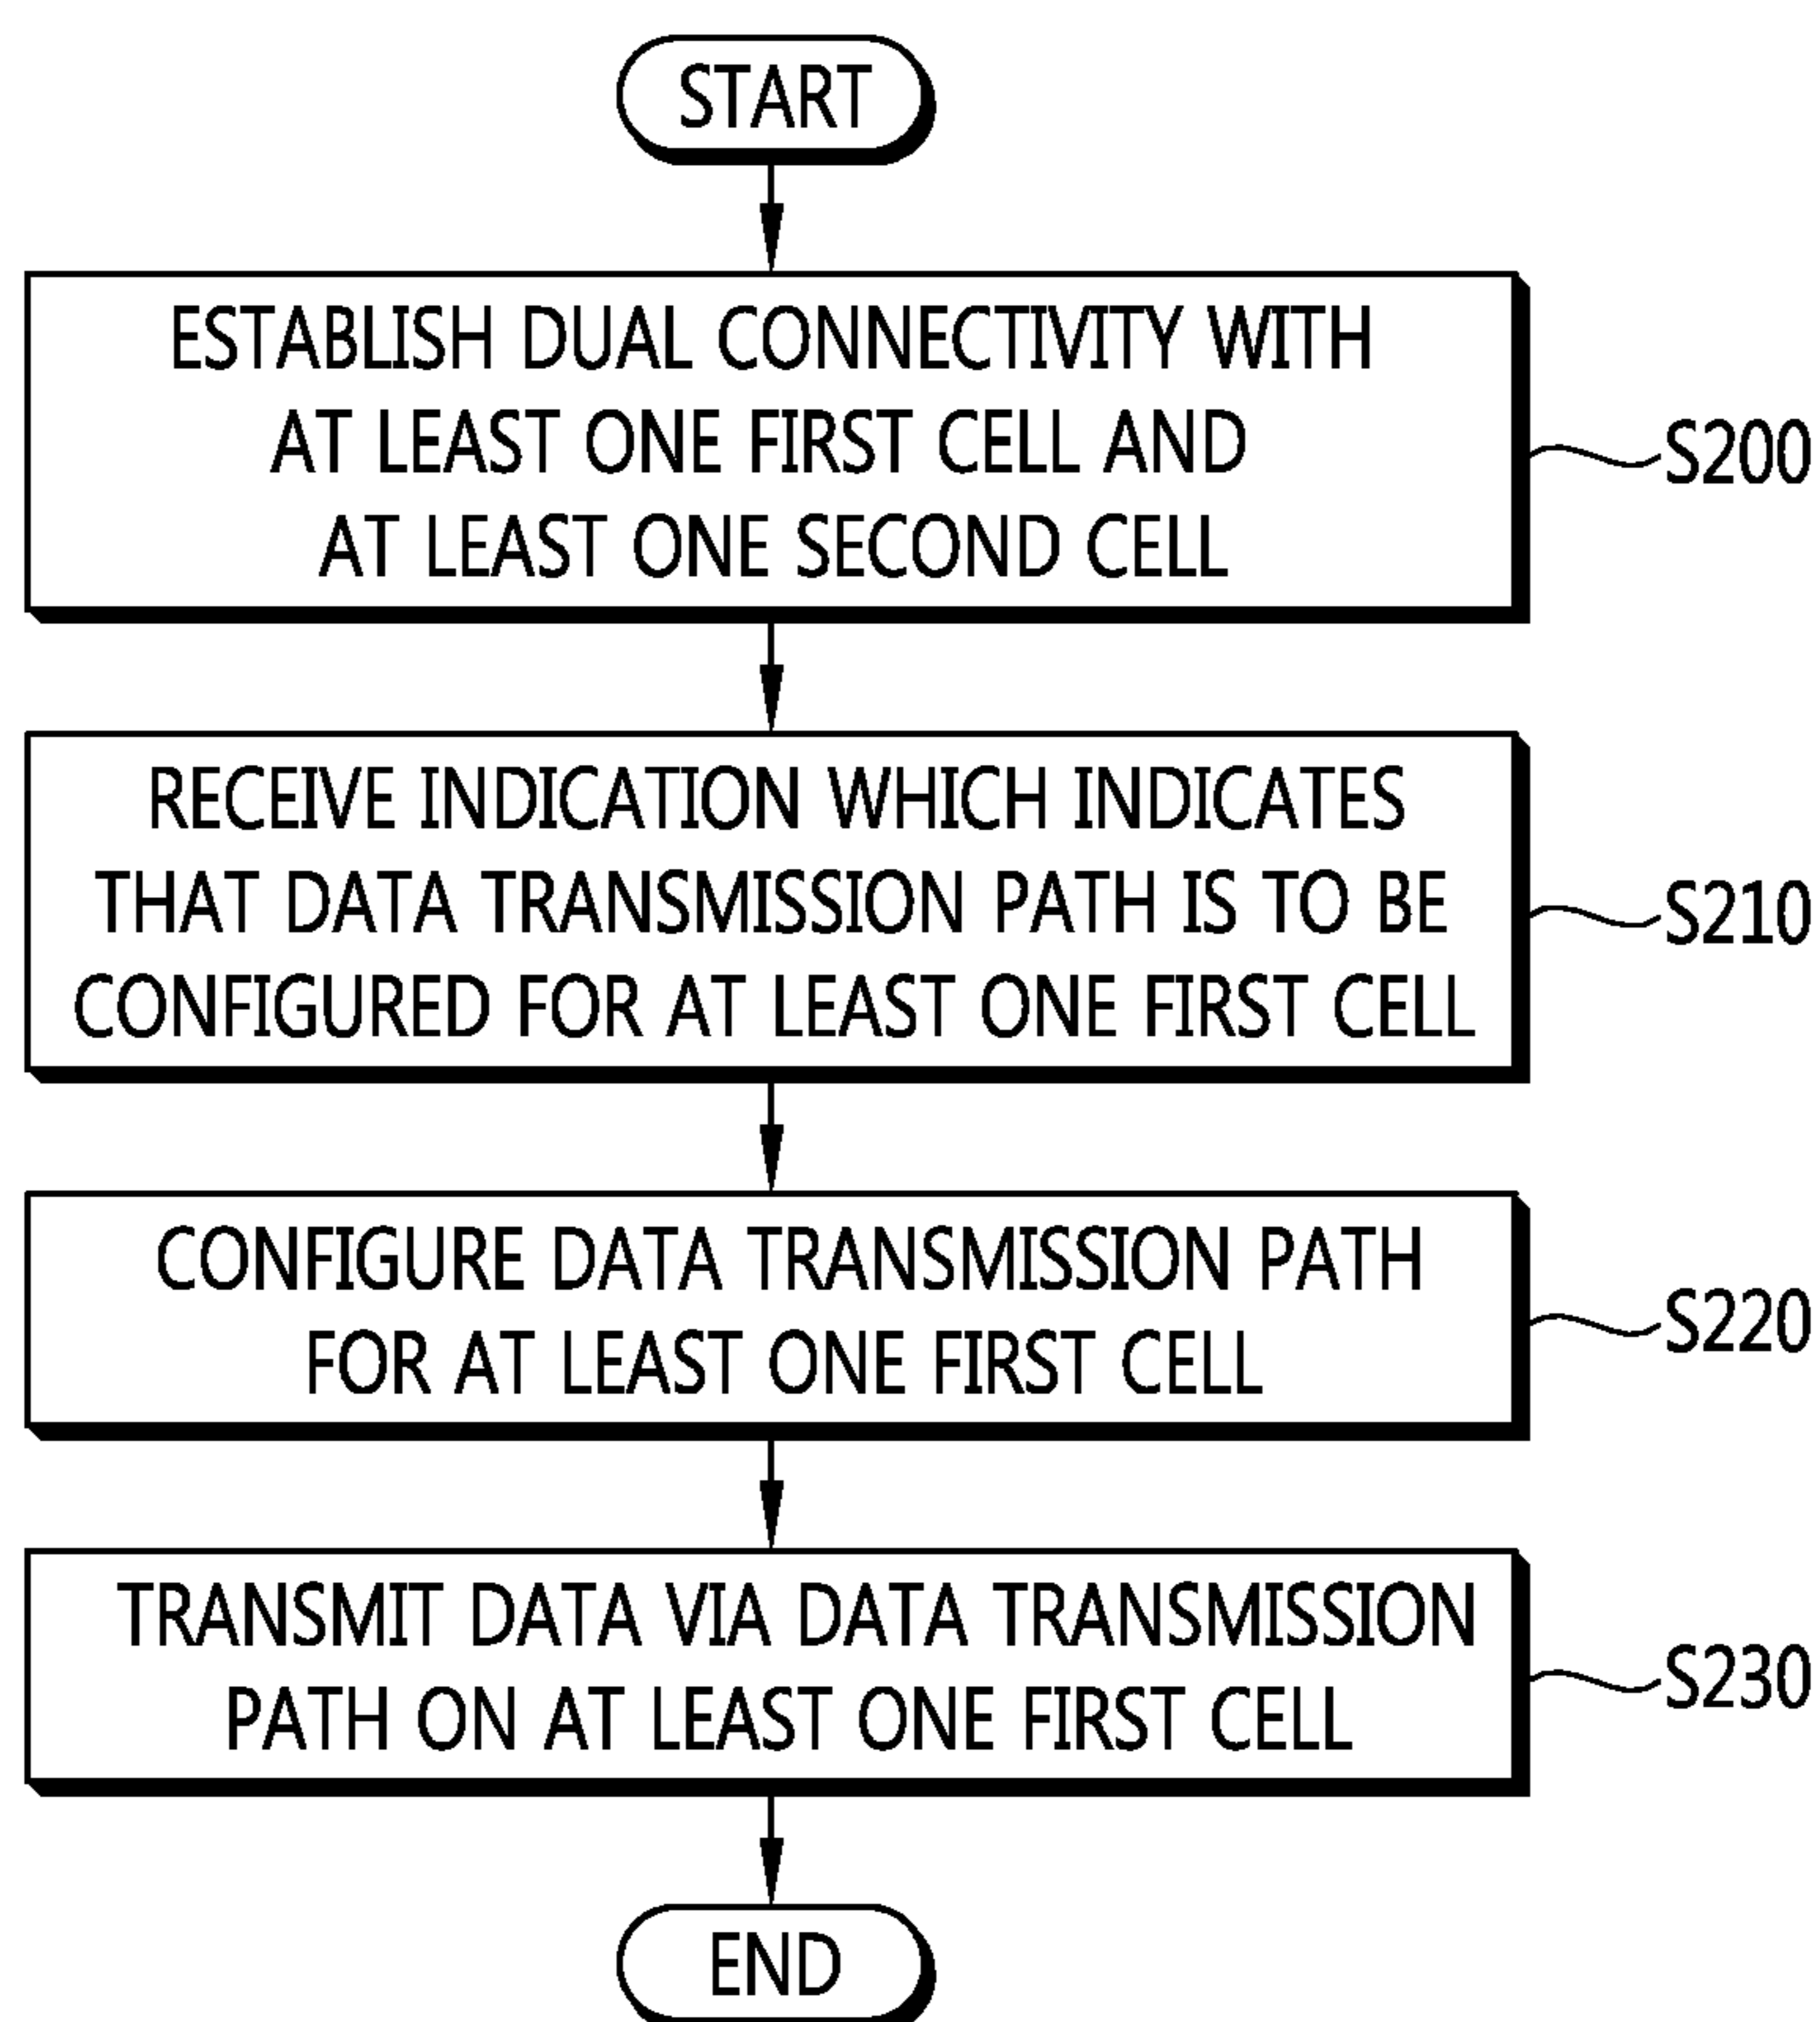 START
ESTABLISH DUAL CONNECTIVITY WITH
AT LEAST ONE FIRST CELL AND
AT LEAST ONE SECOND CELL
S200
RECEIVE INDICATION WHICH INDICATES
THAT DATA TRANSMISSION PATH IS TO BE
CONFIGURED FOR AT LEAST ONE FIRST CELL
S210
CONFIGURE DATA TRANSMISSION PATH
FOR AT LEAST ONE FIRST CELL
S220
TRANSMIT DATA VIA DATA TRANSMISSION
PATH ON AT LEAST ONE FIRST CELL
S230
END